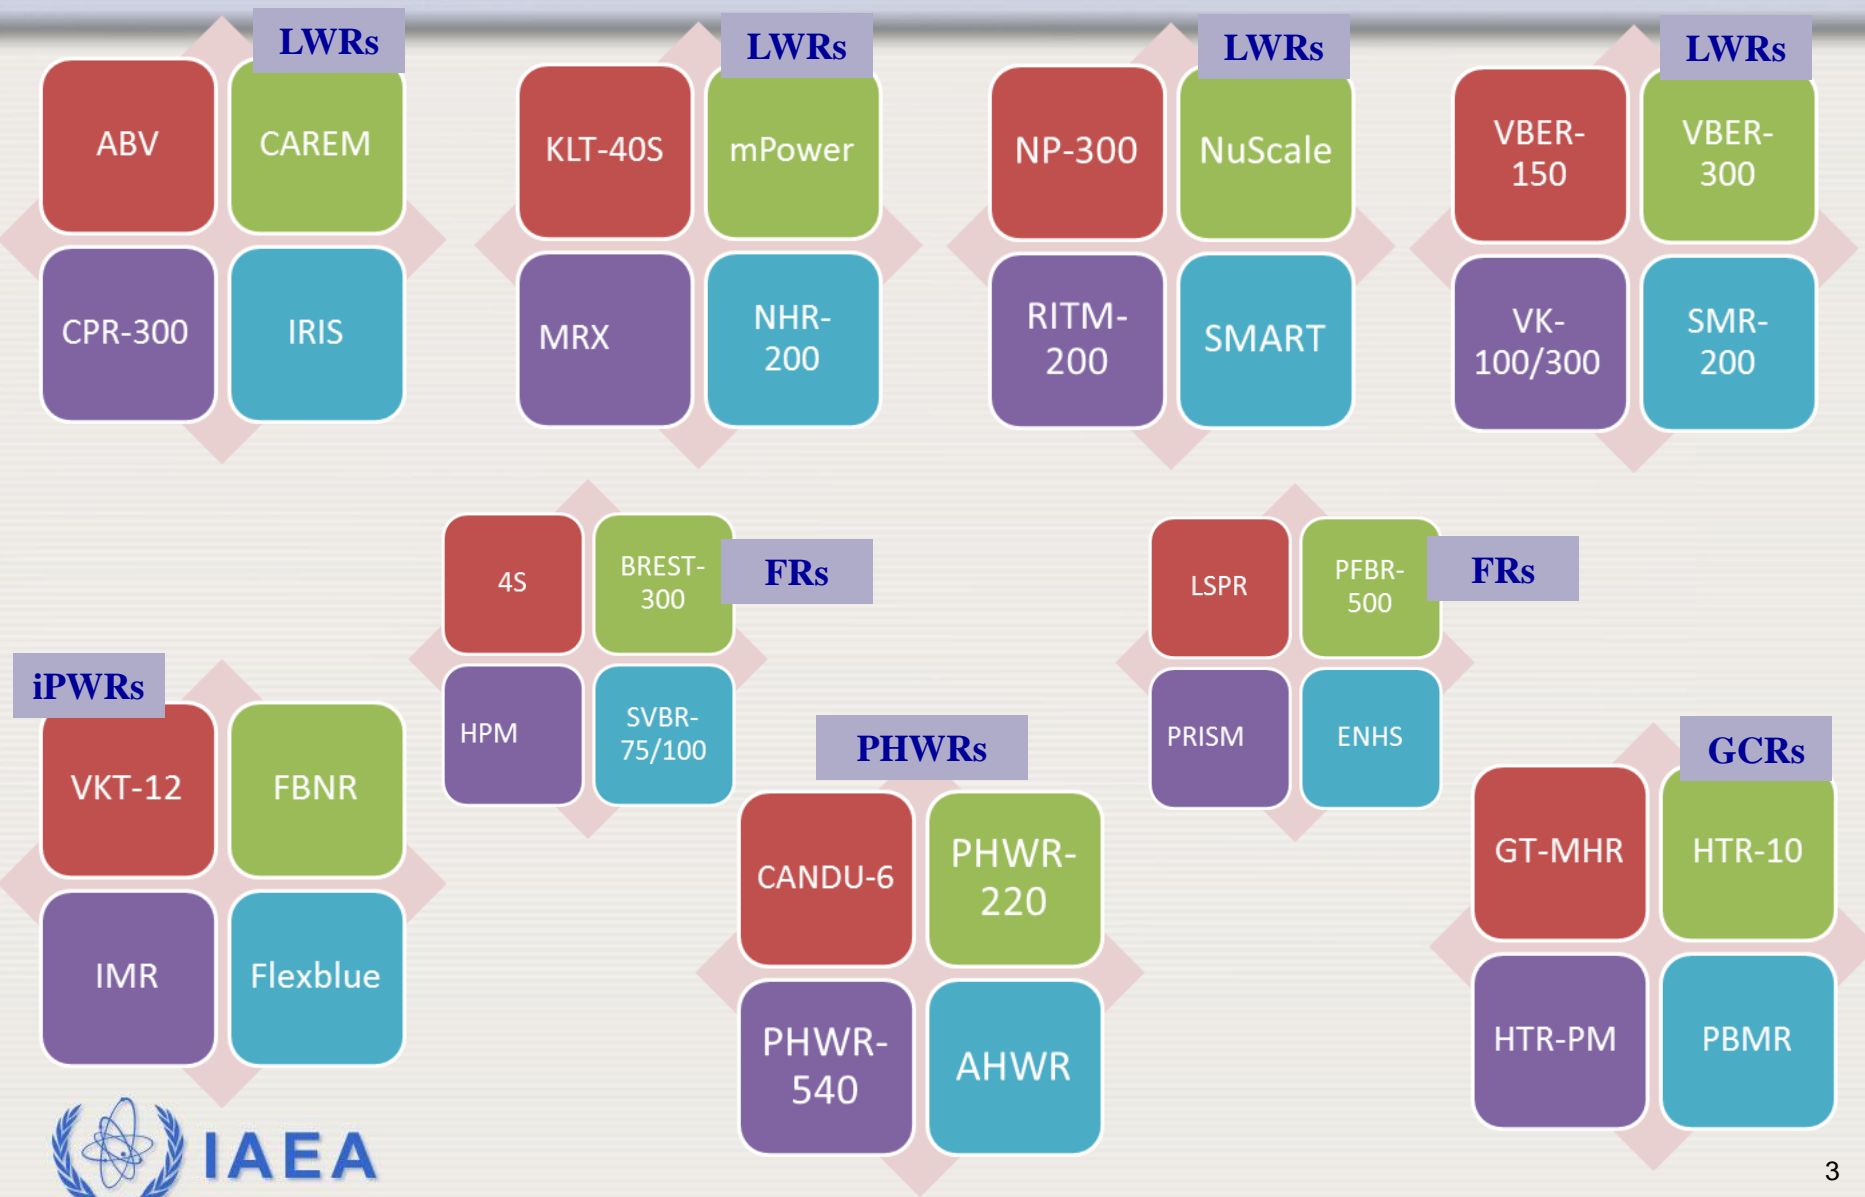 LWRs
ABV
CAREM
CPR-300
IRIS
LWRs
KLT-40S
mPower
MRX
NHR-
200
LWRs
NP-300
NuScale
RITM-
200
SMART
LWRs
VBER-
150
VBER-
300
VK-
100/300
SMR-
200
FRs
4S
BREST-
300
HPM
SVBR-
75/100
FRs
LSPR
PFBR-
500
PRISM
ENHS
iPWRs
VKT-12
FBNR
IMR
Flexblue
PHWRs
CANDU-6
PHWR-
220
PHWR-
540
AHWR
GCRs
GT-MHR
HTR-10
HTR-PM
PBMR
IAEA
3